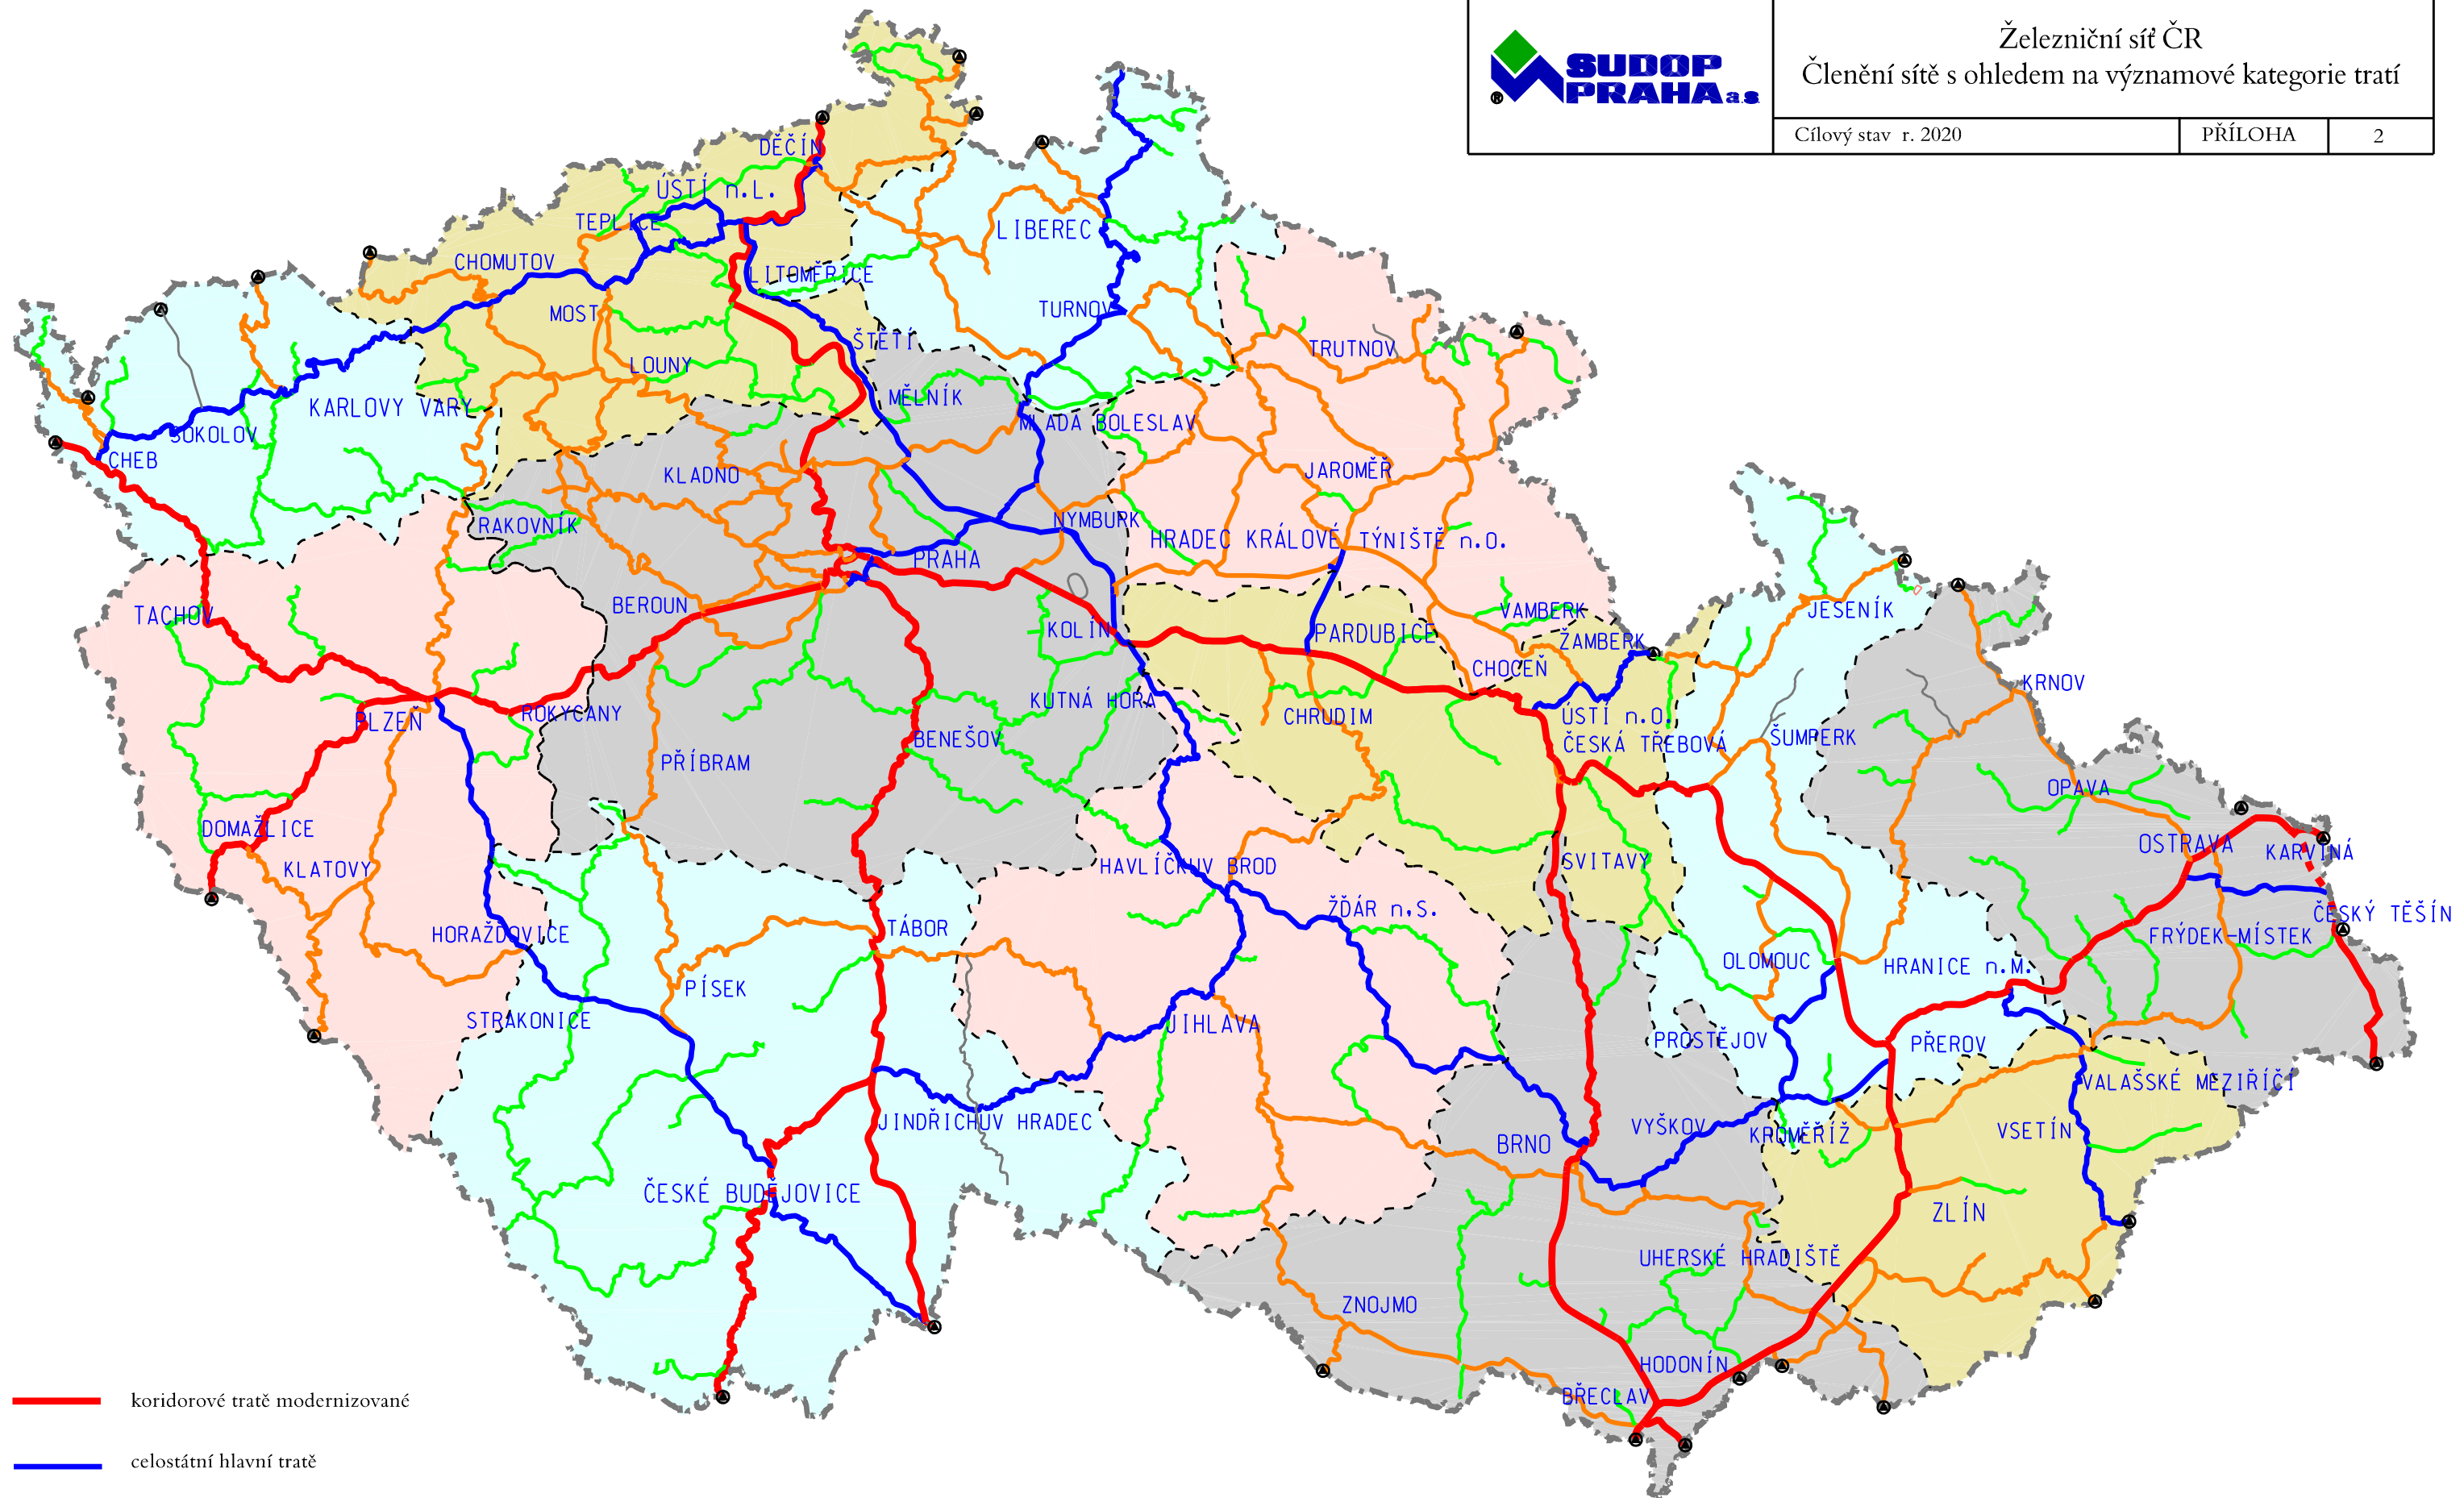 SUDOP
PRAHA a.s
®
Železniční síť ČR
Členění sítě s ohledem na významové kategorie tratí
Cílový stav r. 2020
PŘÍLOHA
2
DĚČÍN
ÚSTÍ n.L.
TEPLICE
LIBEREC
CHOMUTOV
LITOMĚŘICE
MOST
TURNOV
ŠTĚTÍ
TRUTNOV
LOUNY
MĚLNÍK
KARLOVY VARY
MLADÁ BOLESLAV
SOKOLOV
CHEB
KLADNO
JAROMĚŘ
RAKOVNÍK
NYMBURK
HRADEC KRÁLOVÉ
TÝNIŠTĚ n.O.
PRAHA
BEROUN
TACHOV
VAMBERK
JESENÍK
KOLÍN
PARDUBICE
ŽAMBERK
CHOCEŇ
KRNOV
KUTNÁ HORA
PLZEŇ
ROKYCANY
CHRUDIM
ÚSTÍ n.O.
BENEŠOV
ČESKÁ TŘEBOVÁ
ŠUMPERK
PŘÍBRAM
OPAVA
DOMAŽLICE
OSTRAVA
KARVINÁ
KLATOVY
HAVLÍČKUV BROD
SVITAVY
ŽĎÁR n.S.
ČESKÝ TĚŠÍN
HORAŽĎOVICE
TÁBOR
FRÝDEK-MÍSTEK
OLOMOUC
HRANICE n.M.
PÍSEK
STRAKONICE
JIHLAVA
PROSTĚJOV
PŘEROV
VALAŠSKÉ MEZIŘÍČÍ
JINDŘICHUV HRADEC
VYŠKOV
KROMĚŘÍŽ
VSETÍN
BRNO
ČESKÉ BUDĚJOVICE
ZLÍN
UHERSKÉ HRADIŠTĚ
ZNOJMO
HODONÍN
BŘECLAV
koridorové tratě modernizované
celostátní hlavní tratě